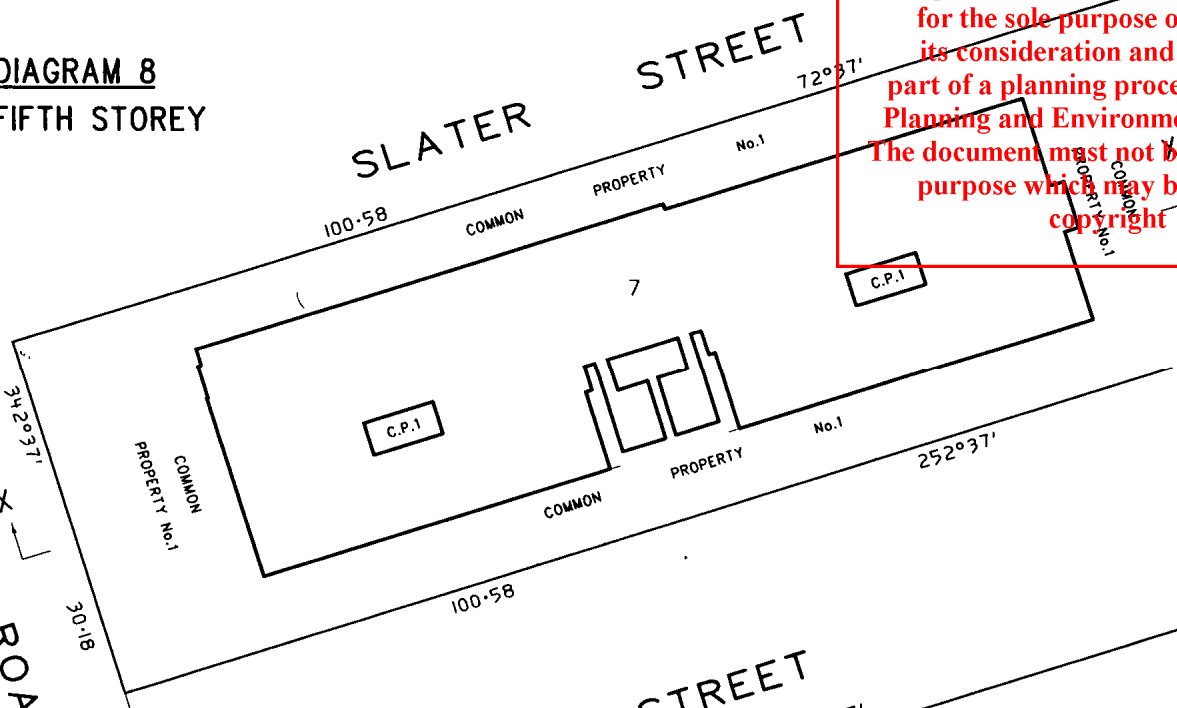 DIAGRAM 8
FIFTH STOREY
SLATER STREET
72°37'
for the sole purpose o
its consideration and
part of a planning proce
Planning and Environme
The document must not b
purpose which may b
copyright
100·58
COMMON PROPERTY No.1
COMMON
PROPERTY No.1
7
C.P.1
C.P.1
342°37'
COMMON
PROPERTY No.1
COMMON PROPERTY No.1
252°37'
X
30·18
100·58
ROA
STREET